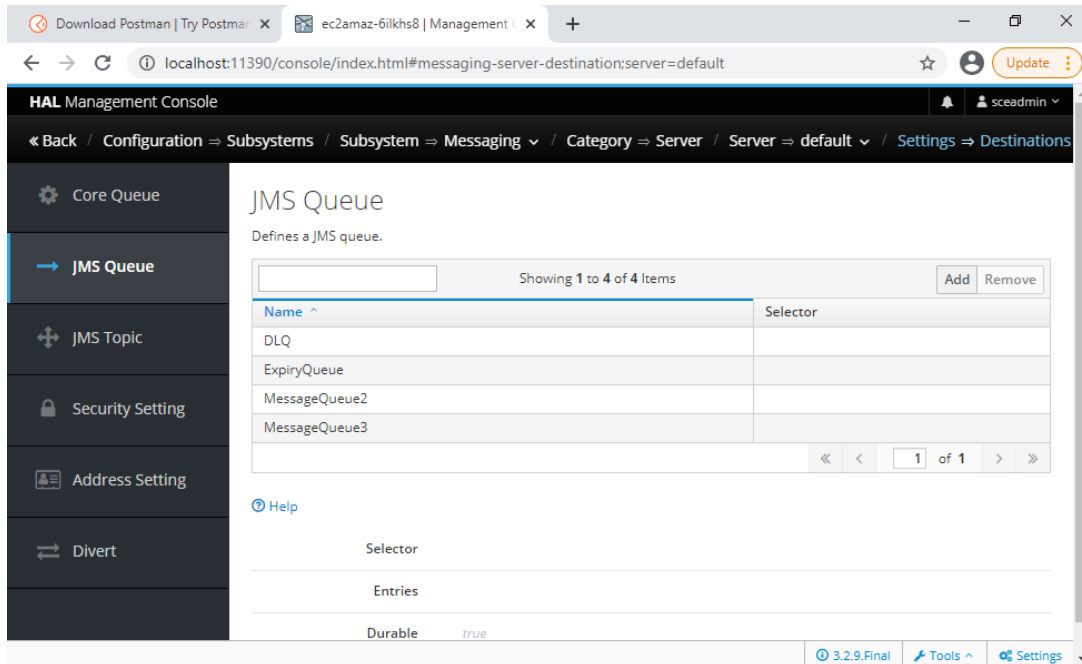 Download Postman | Try Postman
ec2amaz-6ilkhs8 | Management C
localhost:11390/console/index.html#messaging-server-destination;server=default
Update
HAL Management Console
sceadmin
« Back / Configuration ⇒ Subsystems / Subsystem ⇒ Messaging / Category ⇒ Server / Server ⇒ default / Settings ⇒ Destinations
Core Queue
JMS Queue
JMS Topic
Security Setting
Address Setting
Divert
JMS Queue
Defines a JMS queue.
Showing 1 to 4 of 4 Items
Add Remove
Name Selector
DLQ
ExpiryQueue
MessageQueue2
MessageQueue3
« < 1 of 1 > »
Help
Selector
Entries
Durable true
3.2.9.Final Tools Settings